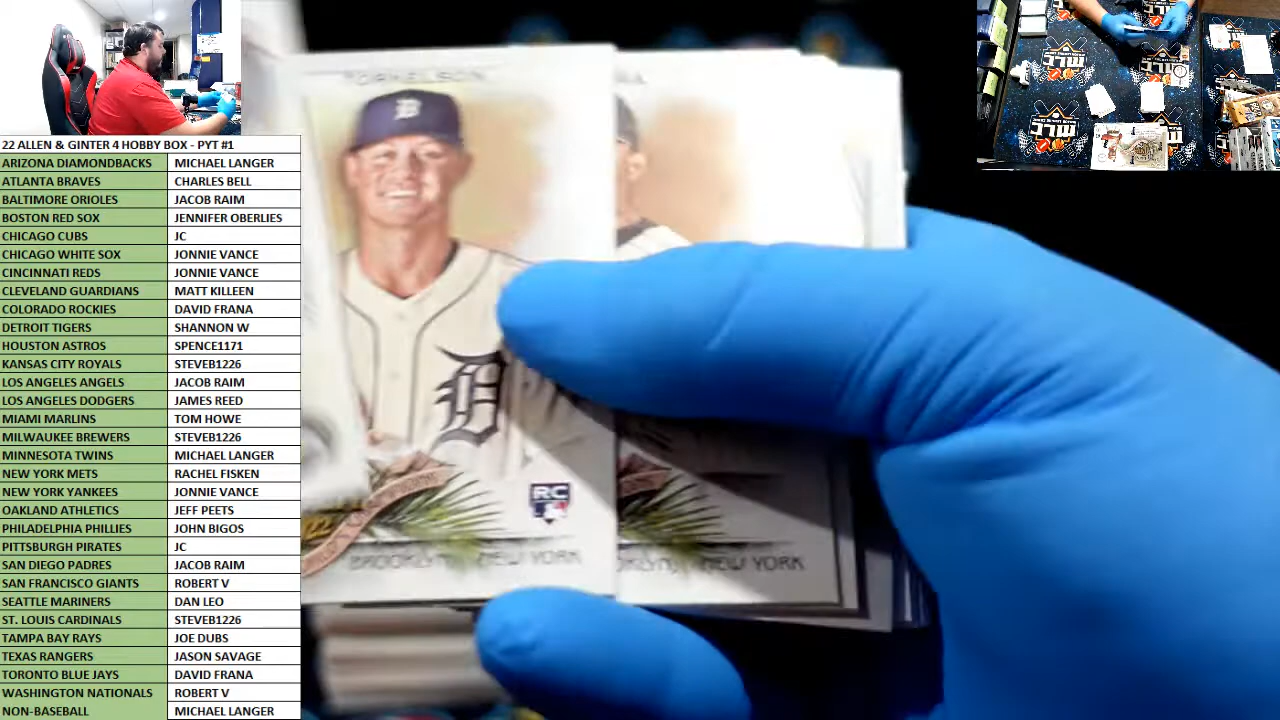 22 ALLEN & GINTER 4 HOBBY BOX - PYT #1
ARIZONA DIAMONDBACKS MICHAEL LANGER
ATLANTA BRAVES CHARLES BELL
BALTIMORE ORIOLES JACOB RAIM
BOSTON RED SOX JENNIFER OBERLIES
CHICAGO CUBS JC
CHICAGO WHITE SOX JONNIE VANCE
CINCINNATI REDS JONNIE VANCE
CLEVELAND GUARDIANS MATT KILLEEN
COLORADO ROCKIES DAVID FRANA
DETROIT TIGERS SHANNON W
HOUSTON ASTROS SPENCE1171
KANSAS CITY ROYALS STEVEB1226
LOS ANGELES ANGELS JACOB RAIM
LOS ANGELES DODGERS JAMES REED
MIAMI MARLINS TOM HOWE
MILWAUKEE BREWERS STEVEB1226
MINNESOTA TWINS MICHAEL LANGER
NEW YORK METS RACHEL FISKEN
NEW YORK YANKEES JONNIE VANCE
OAKLAND ATHLETICS JEFF PEETS
PHILADELPHIA PHILLIES JOHN BIGOS
PITTSBURGH PIRATES JC
SAN DIEGO PADRES JACOB RAIM
SAN FRANCISCO GIANTS ROBERT V
SEATTLE MARINERS DAN LEO
ST. LOUIS CARDINALS STEVEB1226
TAMPA BAY RAYS JOE DUBS
TEXAS RANGERS JASON SAVAGE
TORONTO BLUE JAYS DAVID FRANA
WASHINGTON NATIONALS ROBERT V
NON-BASEBALL MICHAEL LANGER
TORKELSON
D
D
RC
BROOKLYN, NEW YORK
NEW YORK